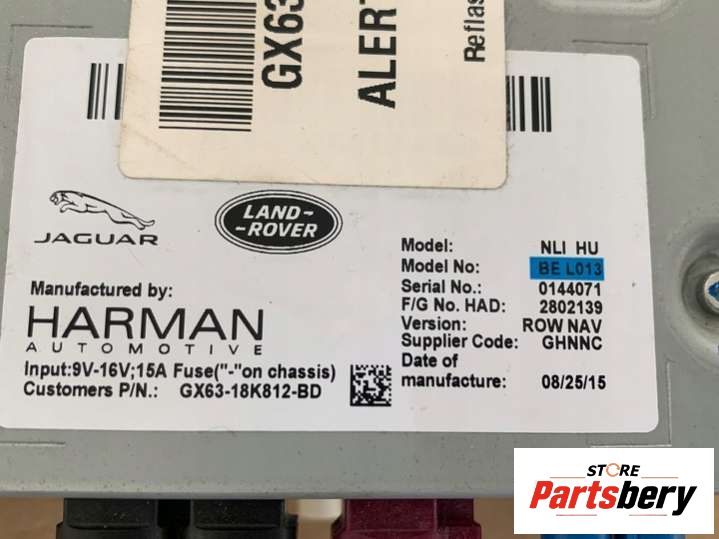 GX63
ALERT
Reflas
JAGUAR
LAND-
-ROVER
Manufactured by:
HARMAN
AUTOMOTIVE
Input:9V-16V;15A Fuse("-"on chassis)
Customers P/N.: GX63-18K812-BD
Model: NLI HU
Model No: BE L013
Serial No.: 0144071
F/G No. HAD: 2802139
Version: ROW NAV
Supplier Code: GHNNC
Date of
manufacture: 08/25/15
STORE
Partsbery